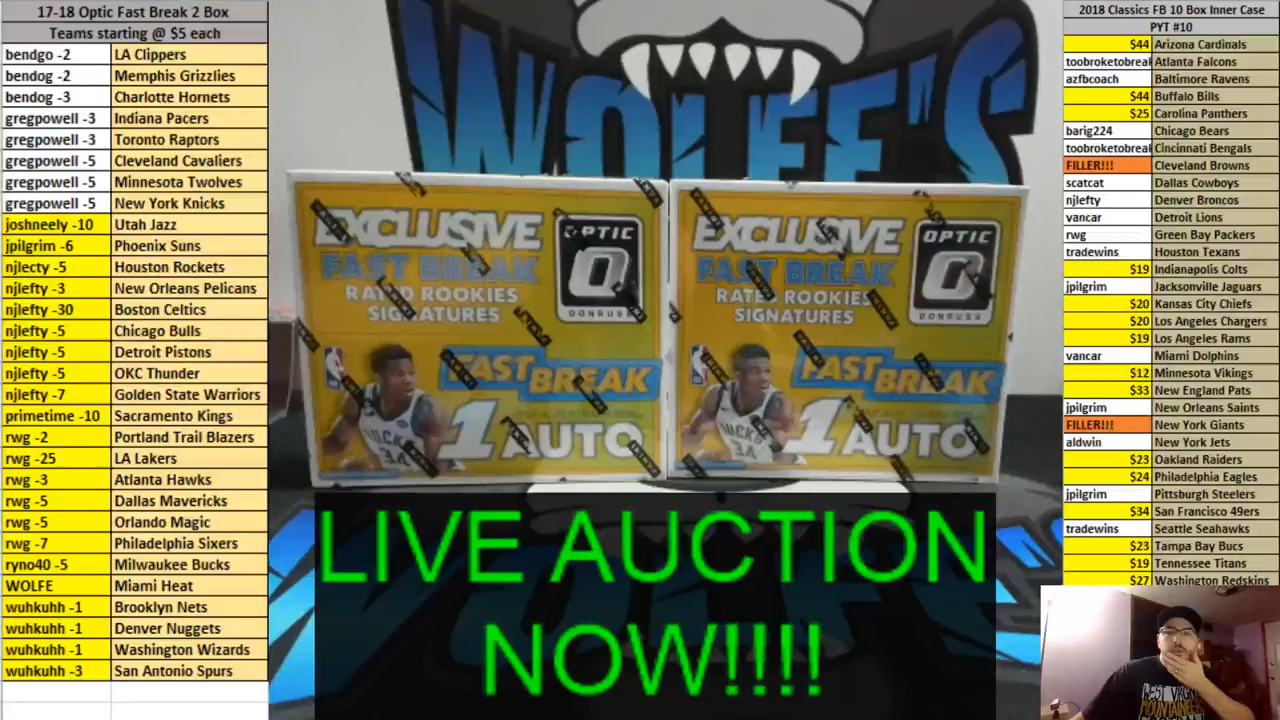 17-18 Optic Fast Break 2 Box
Teams starting @ $5 each
bendgo -2 LA Clippers
bendog -2 Memphis Grizzlies
bendog -3 Charlotte Hornets
gregpowell -3 Indiana Pacers
gregpowell -3 Toronto Raptors
gregpowell -5 Cleveland Cavaliers
gregpowell -5 Minnesota Twolves
gregpowell -5 New York Knicks
joshneely -10 Utah Jazz
jpilgrim -6 Phoenix Suns
njlecty -5 Houston Rockets
njlefty -3 New Orleans Pelicans
njlefty -30 Boston Celtics
njlefty -5 Chicago Bulls
njlefty -5 Detroit Pistons
njlefty -5 OKC Thunder
njlefty -7 Golden State Warriors
primetime -10 Sacramento Kings
rwg -2 Portland Trail Blazers
rwg -25 LA Lakers
rwg -3 Atlanta Hawks
rwg -5 Dallas Mavericks
rwg -5 Orlando Magic
rwg -7 Philadelphia Sixers
ryno40 -5 Milwaukee Bucks
WOLFE Miami Heat
wuhkuhh -1 Brooklyn Nets
wuhkuhh -1 Denver Nuggets
wuhkuhh -1 Washington Wizards
wuhkuhh -3 San Antonio Spurs
WOLFE'S
EXCLUSIVE
FAST BREAK
RATED ROOKIES
SIGNATURES
OPTIC
DONRUSS
NBA
FAST BREAK
1 AUTO
BUCKS
34
EXCLUSIVE
FAST BREAK
RATED ROOKIES
SIGNATURES
OPTIC
DONRUSS
NBA
FAST BREAK
1 AUTO
BUCKS
34
LIVE AUCTION
NOW!!!!
2018 Classics FB 10 Box Inner Case
PYT #10
$44 Arizona Cardinals
toobroketobreak Atlanta Falcons
azfbcoach Baltimore Ravens
$44 Buffalo Bills
$25 Carolina Panthers
barig224 Chicago Bears
toobroketobreak Cincinnati Bengals
FILLER!!! Cleveland Browns
scatcat Dallas Cowboys
njlefty Denver Broncos
vancar Detroit Lions
rwg Green Bay Packers
tradewins Houston Texans
$19 Indianapolis Colts
jpilgrim Jacksonville Jaguars
$20 Kansas City Chiefs
$20 Los Angeles Chargers
$19 Los Angeles Rams
vancar Miami Dolphins
$12 Minnesota Vikings
$33 New England Pats
jpilgrim New Orleans Saints
FILLER!!! New York Giants
aldwin New York Jets
$23 Oakland Raiders
$24 Philadelphia Eagles
jpilgrim Pittsburgh Steelers
$34 San Francisco 49ers
tradewins Seattle Seahawks
$23 Tampa Bay Bucs
$19 Tennessee Titans
$27 Washington Redskins